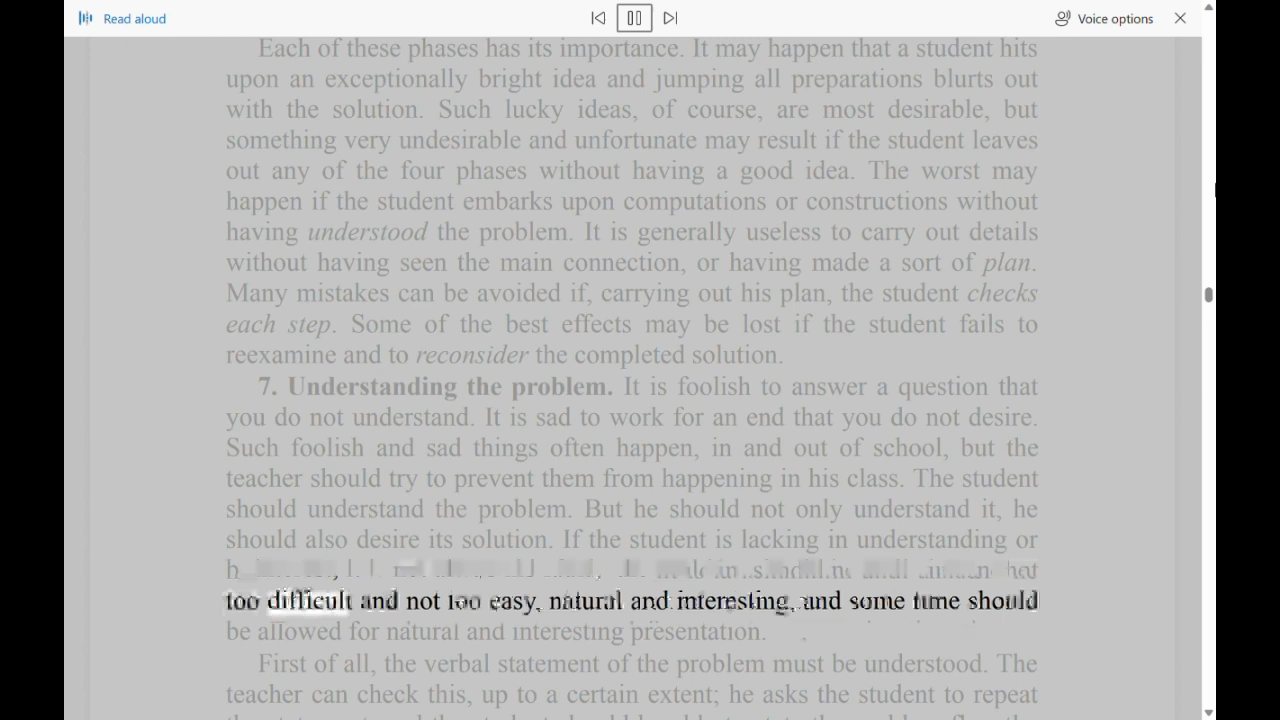 Read aloud
Voice options
Each of these phases has its importance. It may happen that a student hits
upon an exceptionally bright idea and jumping all preparations blurts out
with the solution. Such lucky ideas, of course, are most desirable, but
something very undesirable and unfortunate may result if the student leaves
out any of the four phases without having a good idea. The worst may
happen if the student embarks upon computations or constructions without
having understood the problem. It is generally useless to carry out details
without having seen the main connection, or having made a sort of plan.
Many mistakes can be avoided if, carrying out his plan, the student checks
each step. Some of the best effects may be lost if the student fails to
reexamine and to reconsider the completed solution.
7. Understanding the problem. It is foolish to answer a question that
you do not understand. It is sad to work for an end that you do not desire.
Such foolish and sad things often happen, in and out of school, but the
teacher should try to prevent them from happening in his class. The student
should understand the problem. But he should not only understand it, he
should also desire its solution. If the student is lacking in understanding or
too difficult and not too easy, natural and interesting, and some time should
be allowed for natural and interesting presentation.
First of all, the verbal statement of the problem must be understood. The
teacher can check this, up to a certain extent; he asks the student to repeat